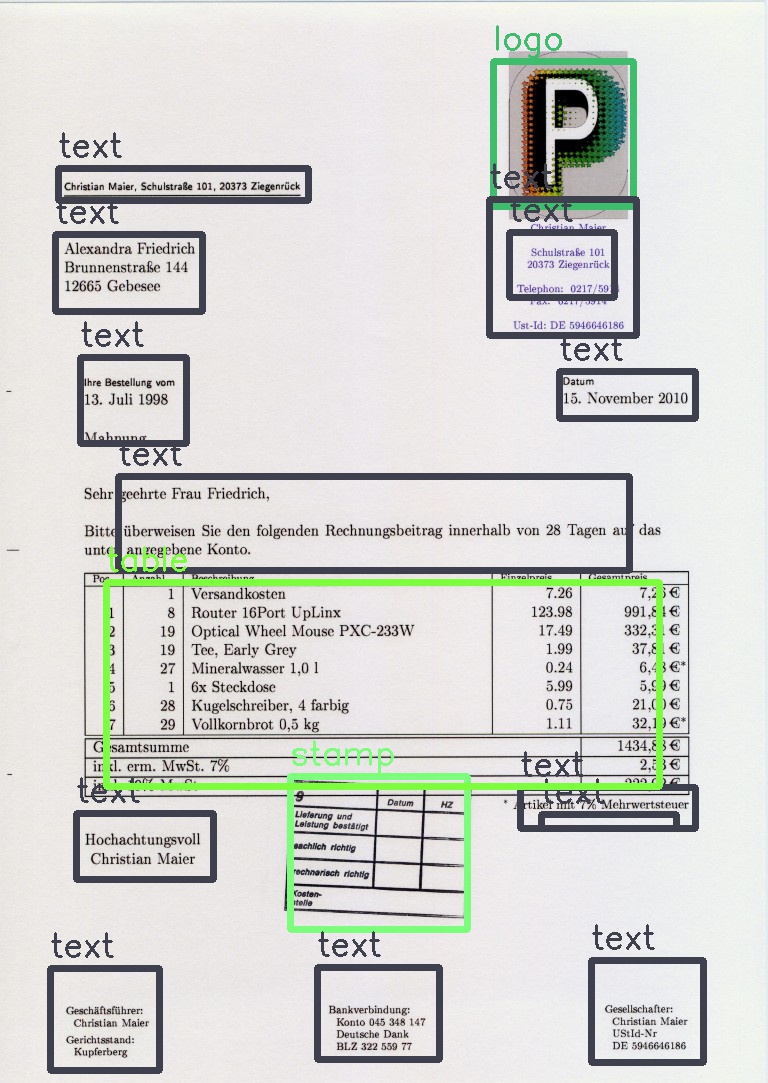 logo
P
text
Christian Maier, Schulstraße 101, 20373 Ziegenrück
text
text
text
Christian Maier
Schulstraße 101
20373 Ziegenrück
Telephon: 0217/5914
Fax: 0217/5914
Ust-Id: DE 5946646186
Alexandra Friedrich
Brunnenstraße 144
12665 Gebesee
text
Ihre Bestellung vom
13. Juli 1998
Mahnung
text
Datum
15. November 2010
text
Sehr geehrte Frau Friedrich,
Bitte überweisen Sie den folgenden Rechnungsbeitrag innerhalb von 28 Tagen auf das
unten angegebene Konto.
table
Pos. Anzahl Beschreibung Einzelpreis Gesamtpreis
1 Versandkosten 7.26 7,26€
1 8 Router 16Port UpLinx 123.98 991,84€
2 19 Optical Wheel Mouse PXC-233W 17.49 332,31€
3 19 Tee, Early Grey 1.99 37,81€
4 27 Mineralwasser 1,0 l 0.24 6,48€*
5 1 6x Steckdose 5.99 5,99€
6 28 Kugelschreiber, 4 farbig 0.75 21,00€
7 29 Vollkornbrot 0,5 kg 1.11 32,19€*
Gesamtsumme 1434,88€
inkl. erm. MwSt. 7% 2,53€
inkl. 19% MwSt.
stamp
text
text
* Artikel mit 7% Mehrwertsteuer
text
Hochachtungsvoll
Christian Maier
9
Datum HZ
Lieferung und
Leistung bestätigt
sachlich richtig
rechnerisch richtig
Kosten-
stelle
text
Geschäftsführer:
Christian Maier
Gerichtsstand:
Kupferberg
text
Bankverbindung:
Konto 045 348 147
Deutsche Dank
BLZ 322 559 77
text
Gesellschafter:
Christian Maier
UStId-Nr
DE 5946646186